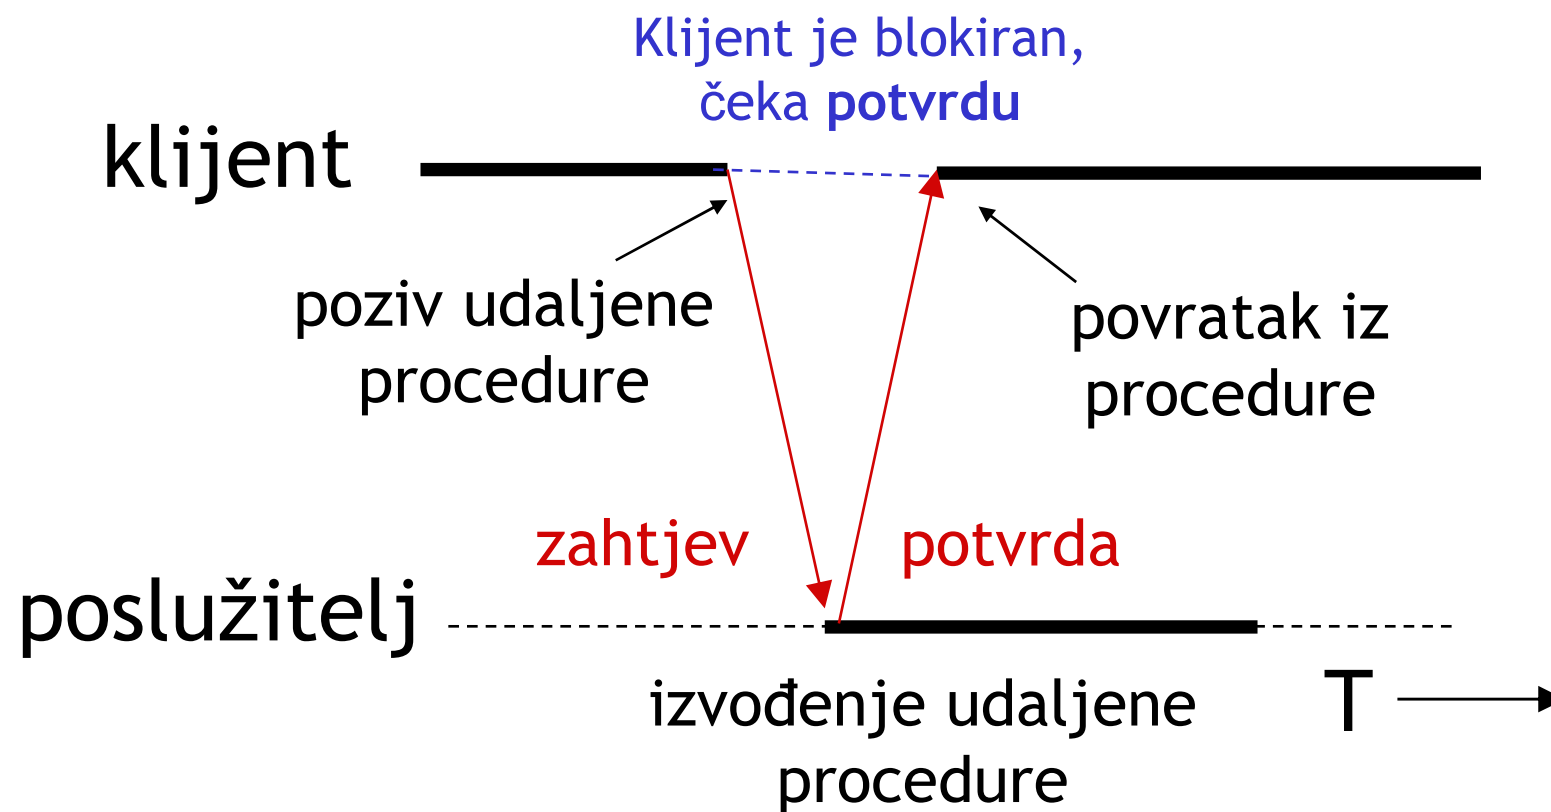 Klijent je blokiran,
čeka potvrdu
klijent
poziv udaljene
procedure
povratak iz
procedure
zahtjev
potvrda
poslužitelj
izvođenje udaljene
procedure
T